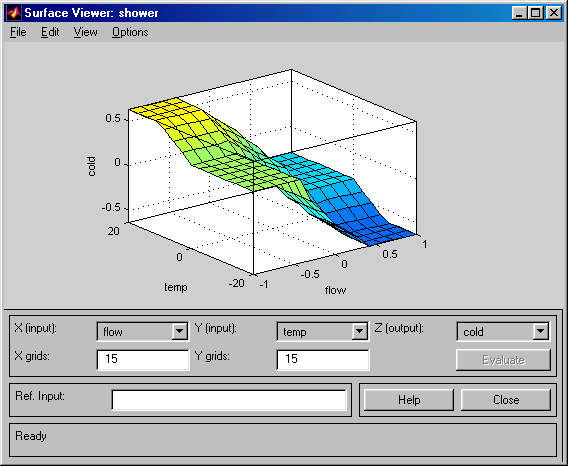 Surface Viewer: shower
File Edit View Options
0.5
0
-0.5
cold
20
0
-20
temp
-1
-0.5
0
0.5
1
flow
X (input): flow Y (input): temp Z (output): cold
X grids: 15 Y grids: 15 Evaluate
Ref. Input: Help Close
Ready